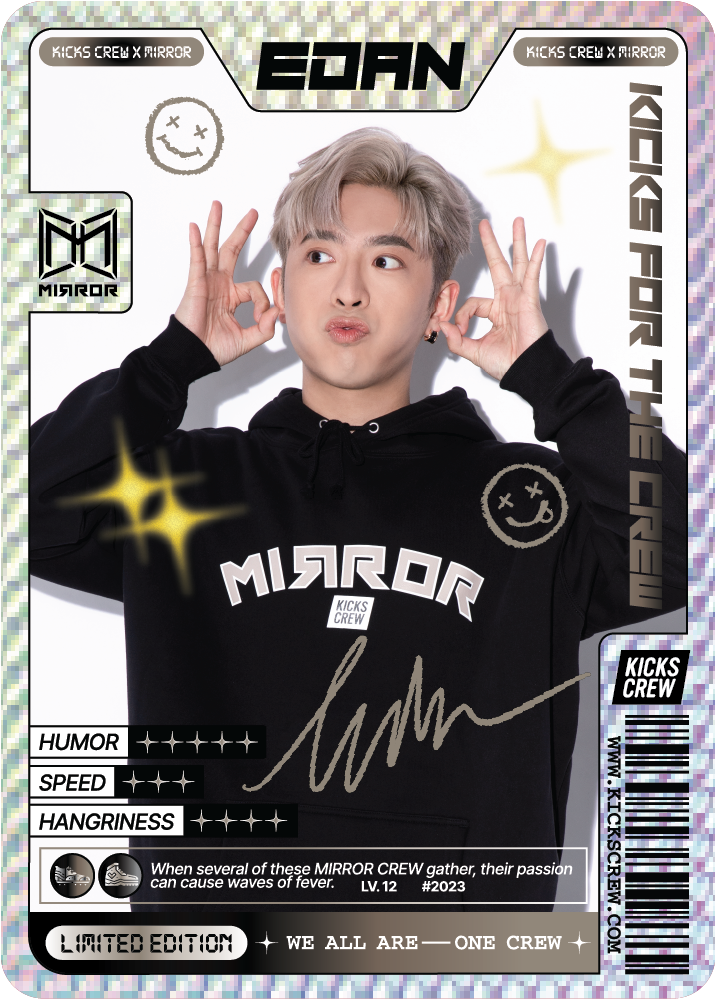 KICKS CREW X MIRROR
EDAN
KICKS CREW X MIRROR
KICKS FOR THE CREW
MIRROR
MIRROR
KICKS
CREW
Edan
KICKS
CREW
HUMOR
SPEED
HANGRINESS
When several of these MIRROR CREW gather, their passion
can cause waves of fever. LV. 12 #2023
WWW.KICKSCREW.COM
LIMITED EDITION
WE ALL ARE—ONE CREW